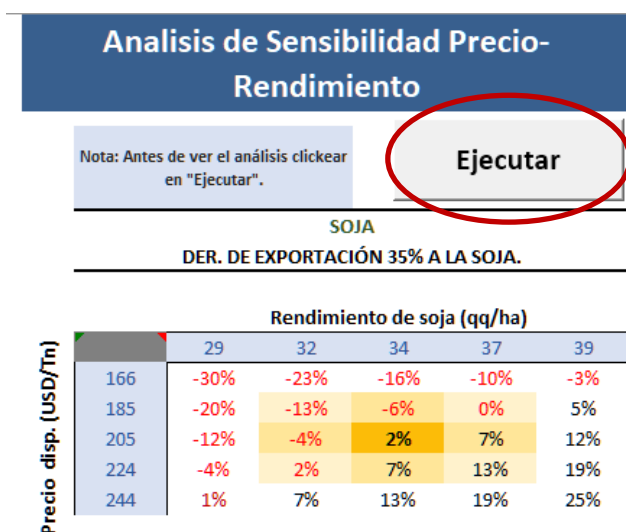 Analisis de Sensibilidad Precio-
Rendimiento
Nota: Antes de ver el análisis clickear
en "Ejecutar".
Ejecutar
SOJA
DER. DE EXPORTACIÓN 35% A LA SOJA.
Rendimiento de soja (qq/ha)
Precio disp. (USD/Tn)
29 32 34 37 39
166 -30% -23% -16% -10% -3%
185 -20% -13% -6% 0% 5%
205 -12% -4% 2% 7% 12%
224 -4% 2% 7% 13% 19%
244 1% 7% 13% 19% 25%